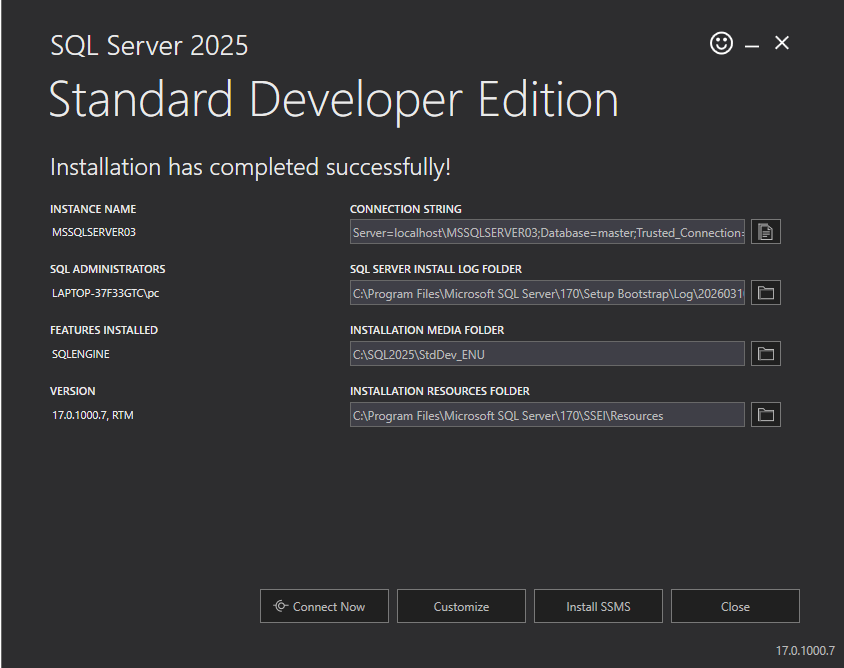 SQL Server 2025
Standard Developer Edition
Installation has completed successfully!
INSTANCE NAME
MSSQLSERVER03
CONNECTION STRING
Server=localhost\MSSQLSERVER03;Database=master;Trusted_Connection=
SQL ADMINISTRATORS
LAPTOP-37F33GTC\pc
SQL SERVER INSTALL LOG FOLDER
C:\Program Files\Microsoft SQL Server\170\Setup Bootstrap\Log\2026031
FEATURES INSTALLED
SQLENGINE
INSTALLATION MEDIA FOLDER
C:\SQL2025\StdDev_ENU
VERSION
17.0.1000.7, RTM
INSTALLATION RESOURCES FOLDER
C:\Program Files\Microsoft SQL Server\170\SSEI\Resources
Connect Now
Customize
Install SSMS
Close
17.0.1000.7